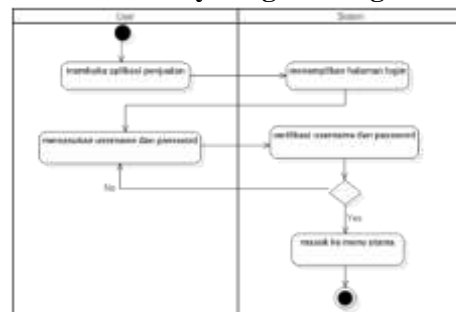 User
Sistem
membuka aplikasi penjualan
menampilkan halaman login
memasukan username dan password
verifikasi username dan password
No
Yes
masuk ke menu utama